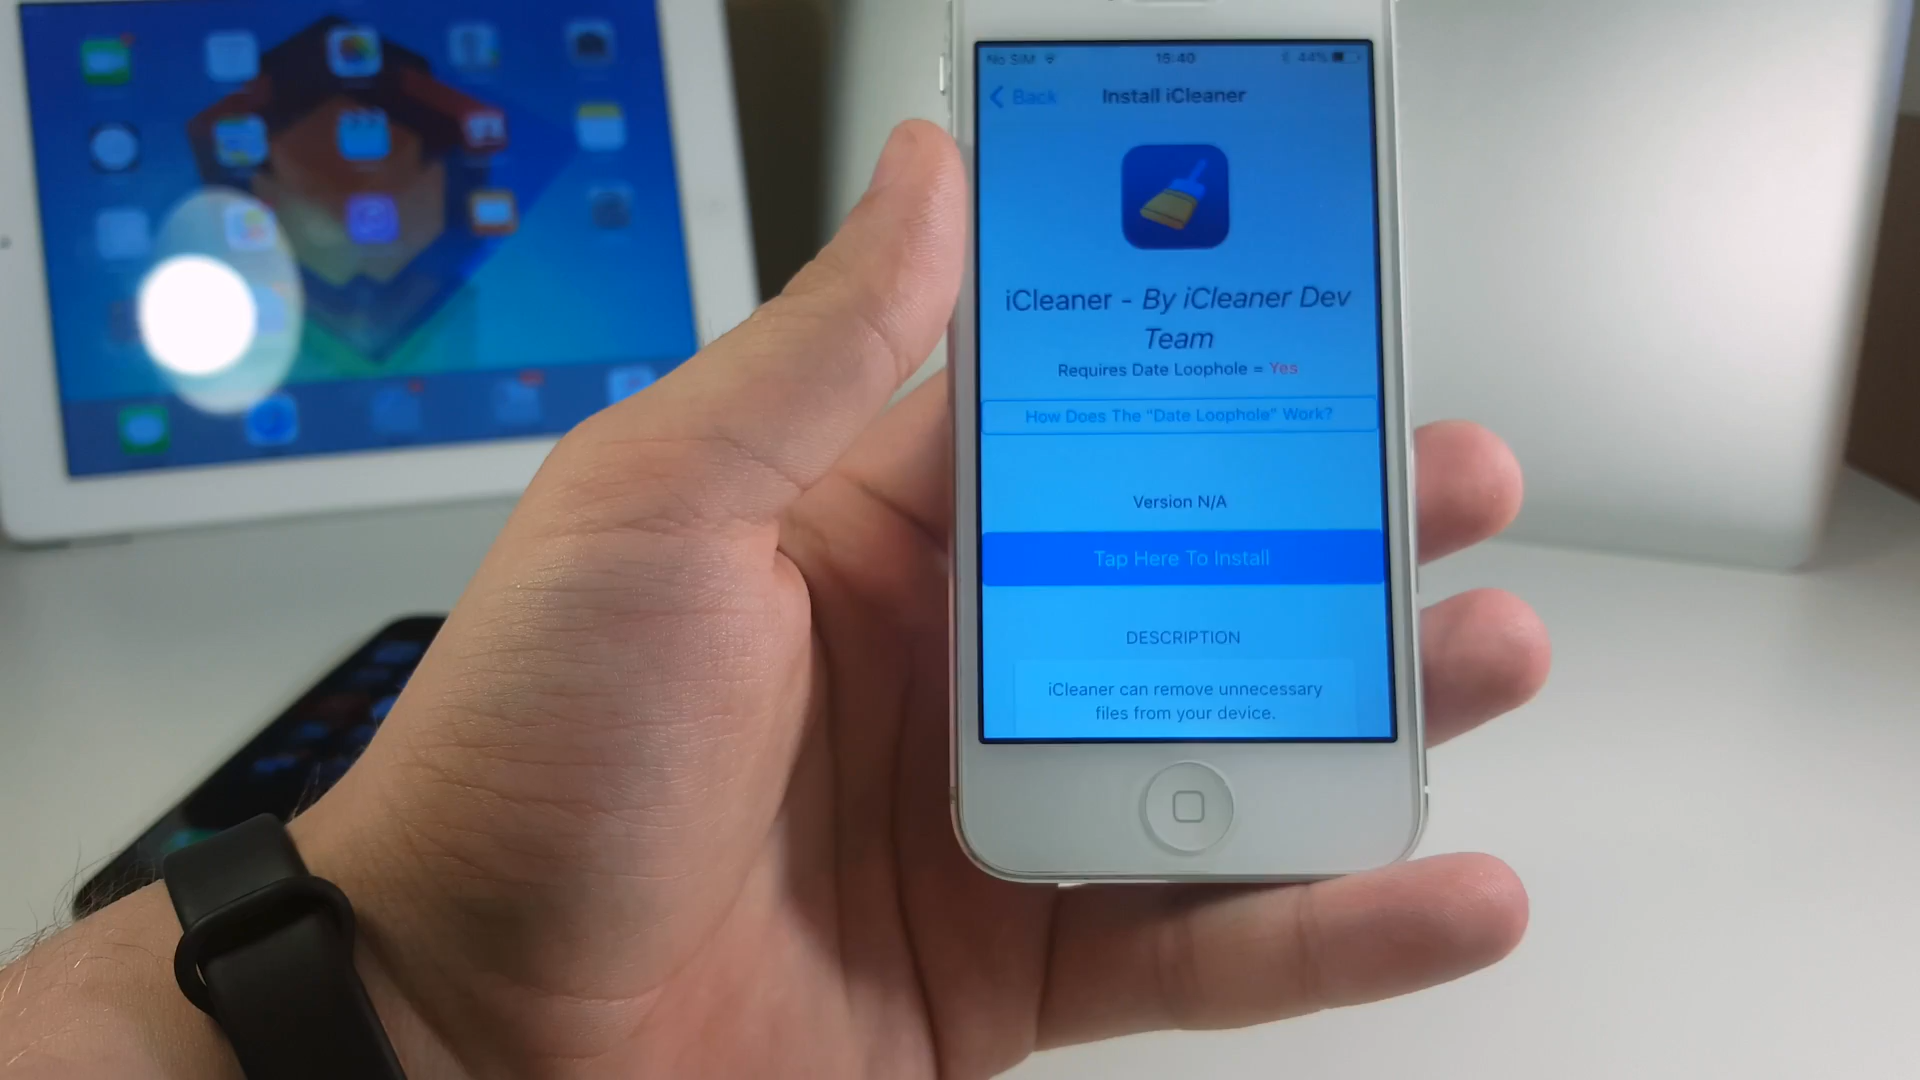 No SIM
15:40
44%
Back
Install iCleaner
iCleaner - By iCleaner Dev
Team
Requires Date Loophole = Yes
How Does The "Date Loophole" Work?
Version N/A
Tap Here To Install
DESCRIPTION
iCleaner can remove unnecessary
files from your device.